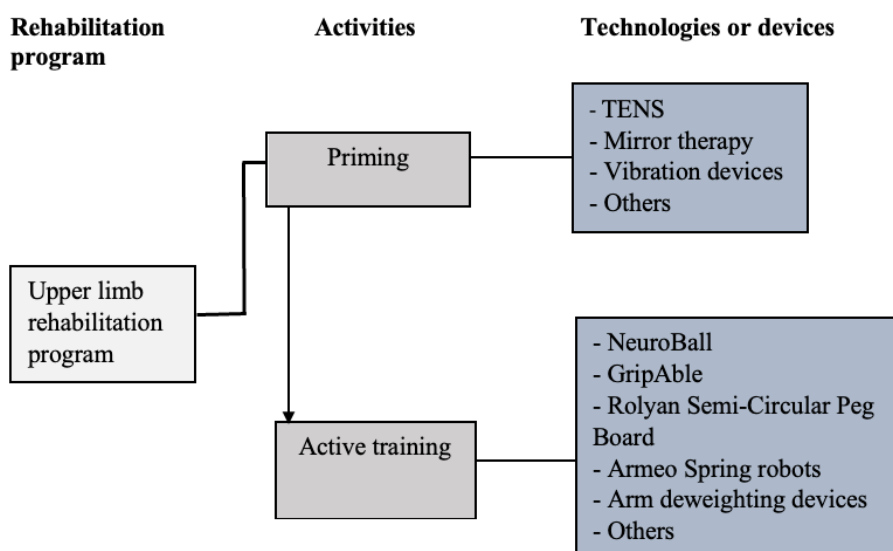 Rehabilitation
program
Activities
Technologies or devices
Upper limb
rehabilitation
program
Priming
- TENS
- Mirror therapy
- Vibration devices
- Others
Active training
- NeuroBall
- GripAble
- Rolyan Semi-Circular Peg
Board
- Armeo Spring robots
- Arm deweighting devices
- Others